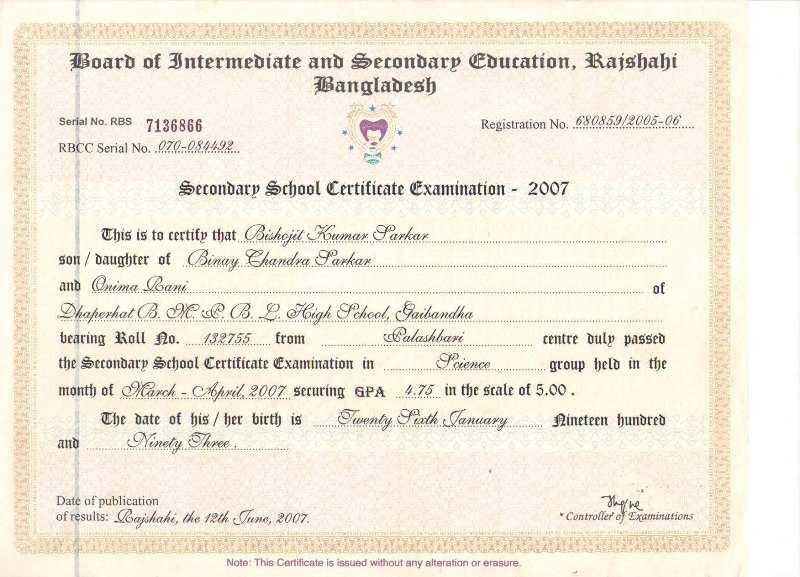 Board of Intermediate and Secondary Education, Rajshahi
Bangladesh
Serial No. RBS 7136866
Registration No. 680859/2005-06
RBCC Serial No. 070-084492
Secondary School Certificate Examination - 2007
This is to certify that Bishojit Kumar Sarkar
son / daughter of Binay Chandra Sarkar
and Onima Rani of
Dhaperhat B. M. P. B. L. High School, Gaibandha
bearing Roll No. 132755 from Palashbari centre duly passed
the Secondary School Certificate Examination in Science group held in the
month of March - April, 2007 securing GPA 4.75 in the scale of 5.00 .
The date of his / her birth is Twenty Sixth January Nineteen hundred
and Ninety Three .
Date of publication
of results: Rajshahi, the 12th June, 2007.
* Controller of Examinations
Note: This Certificate is issued without any alteration or erasure.